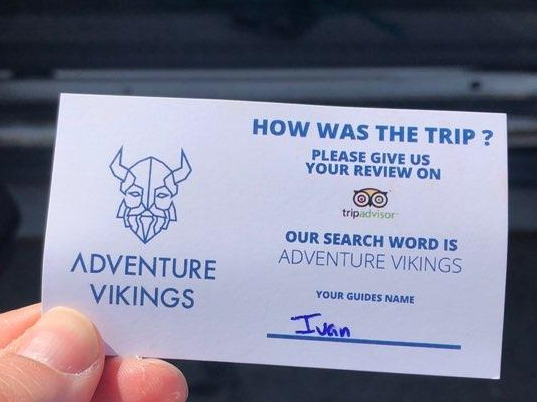 ADVENTURE
VIKINGS
HOW WAS THE TRIP ?
PLEASE GIVE US
YOUR REVIEW ON
tripadvisor
OUR SEARCH WORD IS
ADVENTURE VIKINGS
YOUR GUIDES NAME
Ivan